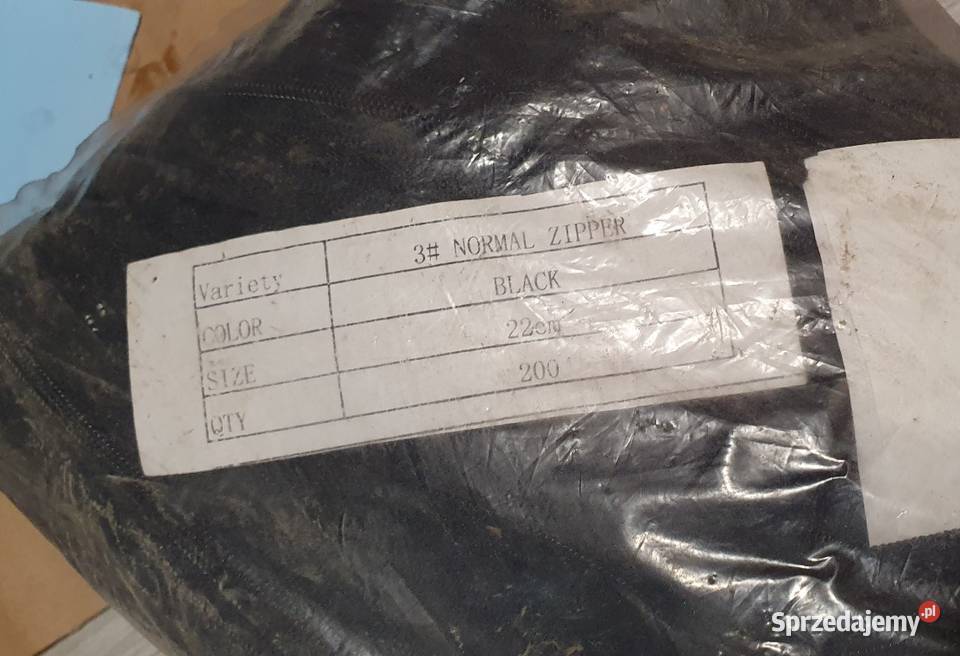 Variety 3# NORMAL ZIPPER
COLOR BLACK
SIZE 22cm
QTY 200
Sprzedajemy.pl